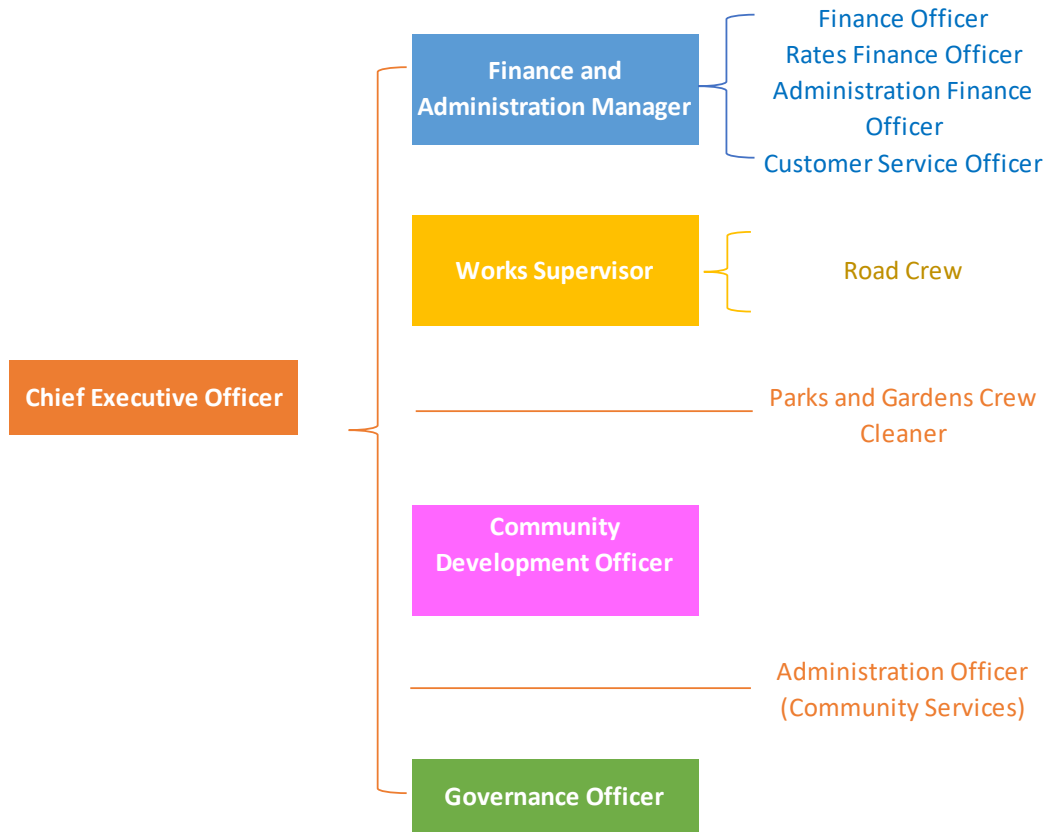 Finance Officer
Rates Finance Officer
Administration Finance
Officer
Customer Service Officer
Finance and
Administration Manager
Works Supervisor
Road Crew
Chief Executive Officer
Parks and Gardens Crew
Cleaner
Community
Development Officer
Administration Officer
(Community Services)
Governance Officer